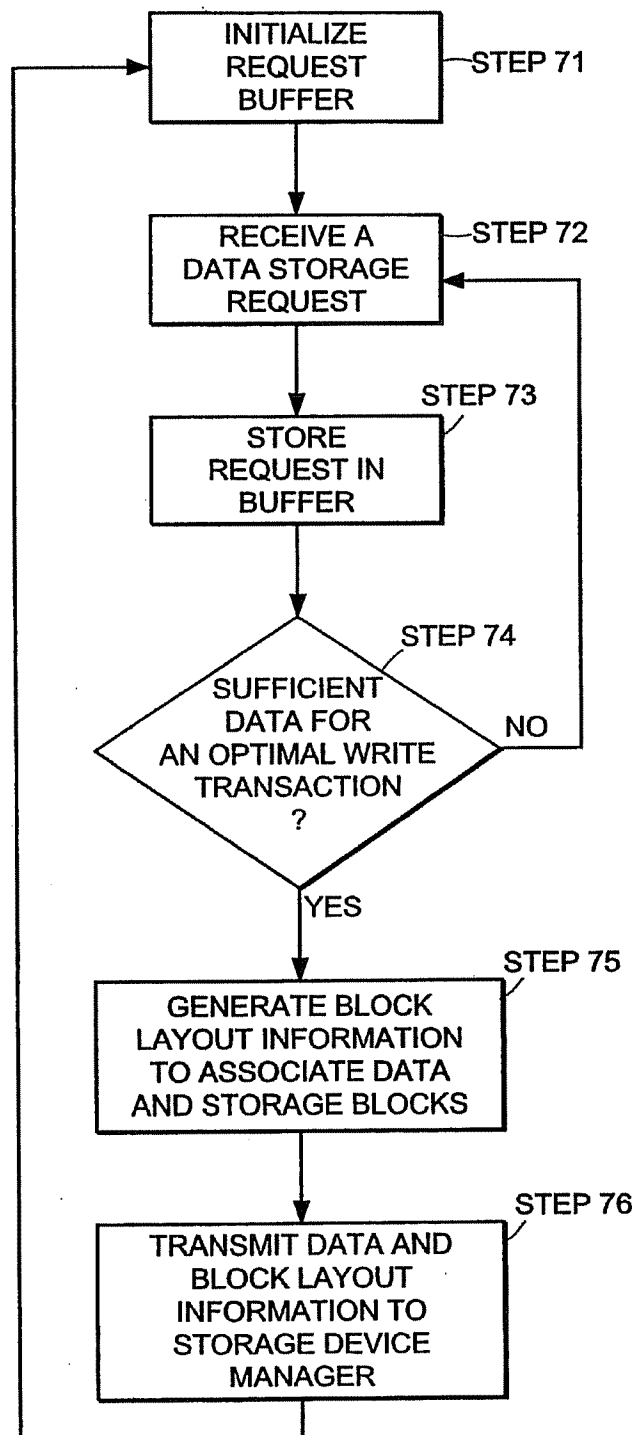 INITIALIZE
REQUEST
BUFFER
STEP 71
RECEIVE A
DATA STORAGE
REQUEST
STEP 72
STORE
REQUEST IN
BUFFER
STEP 73
SUFFICIENT
DATA FOR
AN OPTIMAL WRITE
TRANSACTION
?
STEP 74
NO
YES
GENERATE BLOCK
LAYOUT INFORMATION
TO ASSOCIATE DATA
AND STORAGE BLOCKS
STEP 75
TRANSMIT DATA AND
BLOCK LAYOUT
INFORMATION TO
STORAGE DEVICE
MANAGER
STEP 76